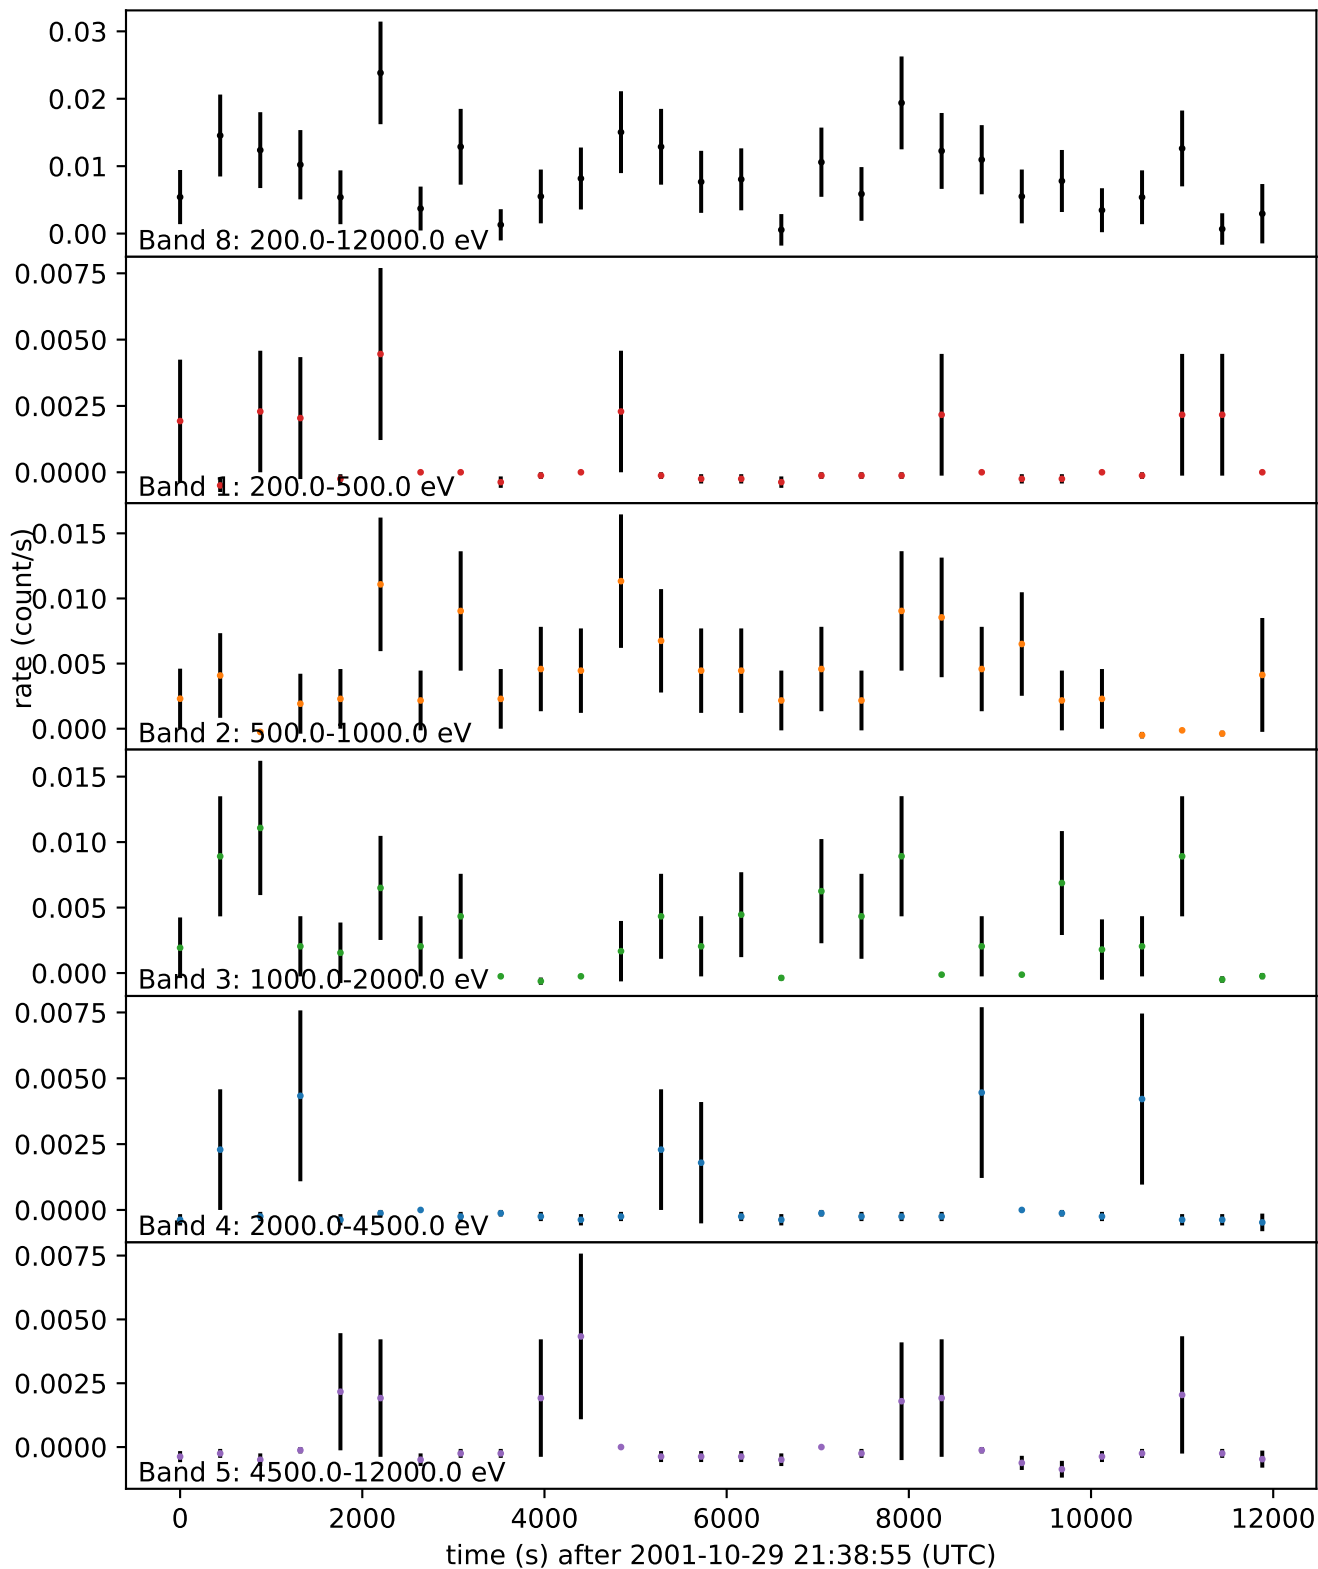 0.03
0.02
0.01
0.00
Band 8: 200.0-12000.0 eV
0.0075
0.0050
0.0025
0.0000
Band 1: 200.0-500.0 eV
rate (count/s)
0.015
0.010
0.005
0.000
Band 2: 500.0-1000.0 eV
0.015
0.010
0.005
0.000
Band 3: 1000.0-2000.0 eV
0.0075
0.0050
0.0025
0.0000
Band 4: 2000.0-4500.0 eV
0.0075
0.0050
0.0025
0.0000
Band 5: 4500.0-12000.0 eV
0 2000 4000 6000 8000 10000 12000
time (s) after 2001-10-29 21:38:55 (UTC)